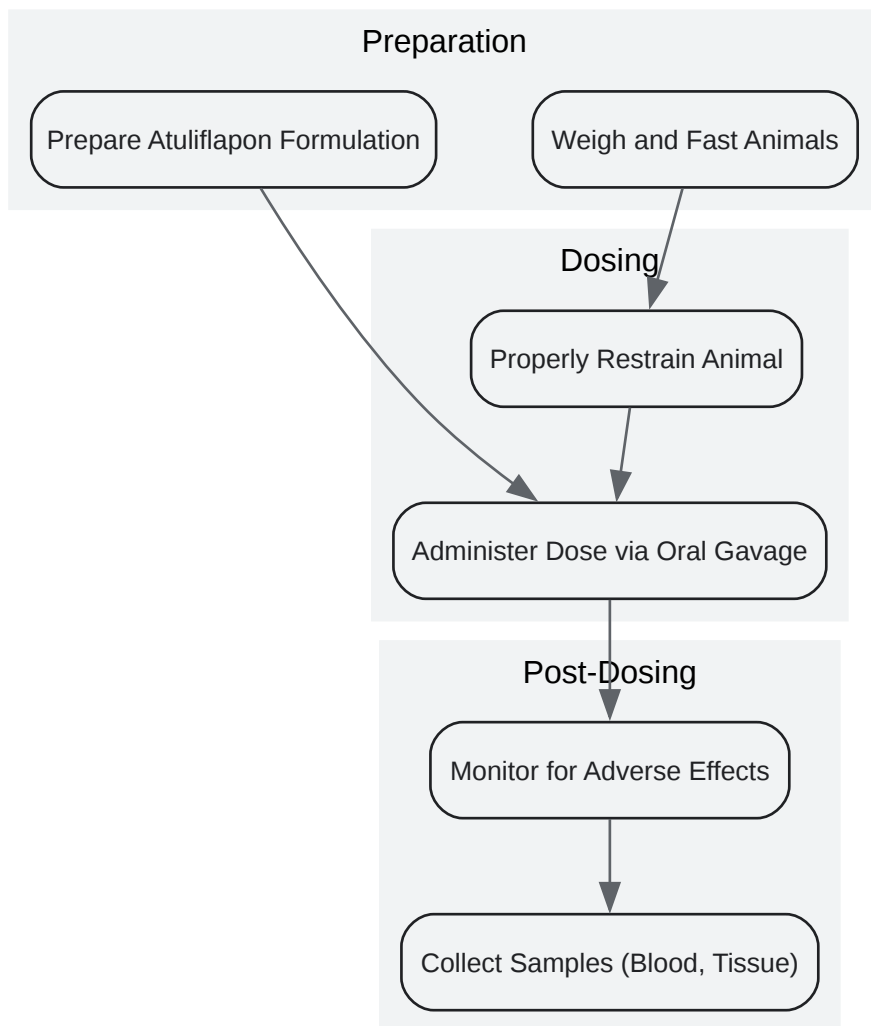 Preparation
Prepare Atuliflapon Formulation
Weigh and Fast Animals
Dosing
Properly Restrain Animal
Administer Dose via Oral Gavage
Post-Dosing
Monitor for Adverse Effects
Collect Samples (Blood, Tissue)